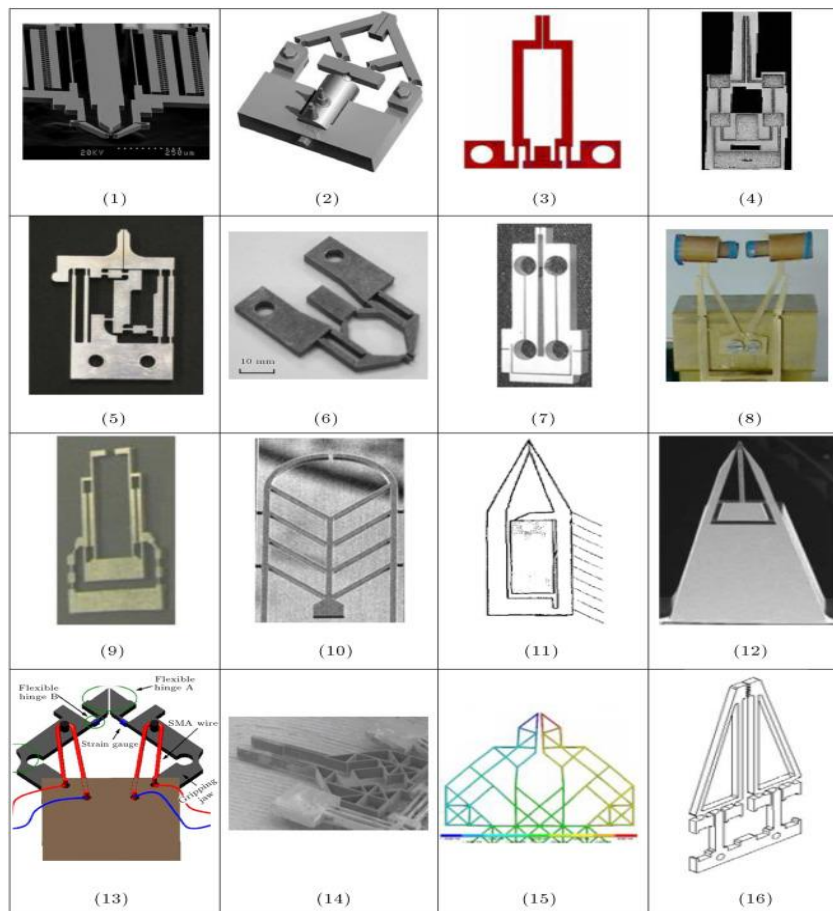 20KV
250um
(1)
(2)
(3)
(4)
10 mm
(5)
(6)
(7)
(8)
(9)
(10)
(11)
(12)
Flexible
hinge B
Flexible
hinge A
SMA wire
Strain gauge
Gripping
jaw
(13)
(14)
(15)
(16)